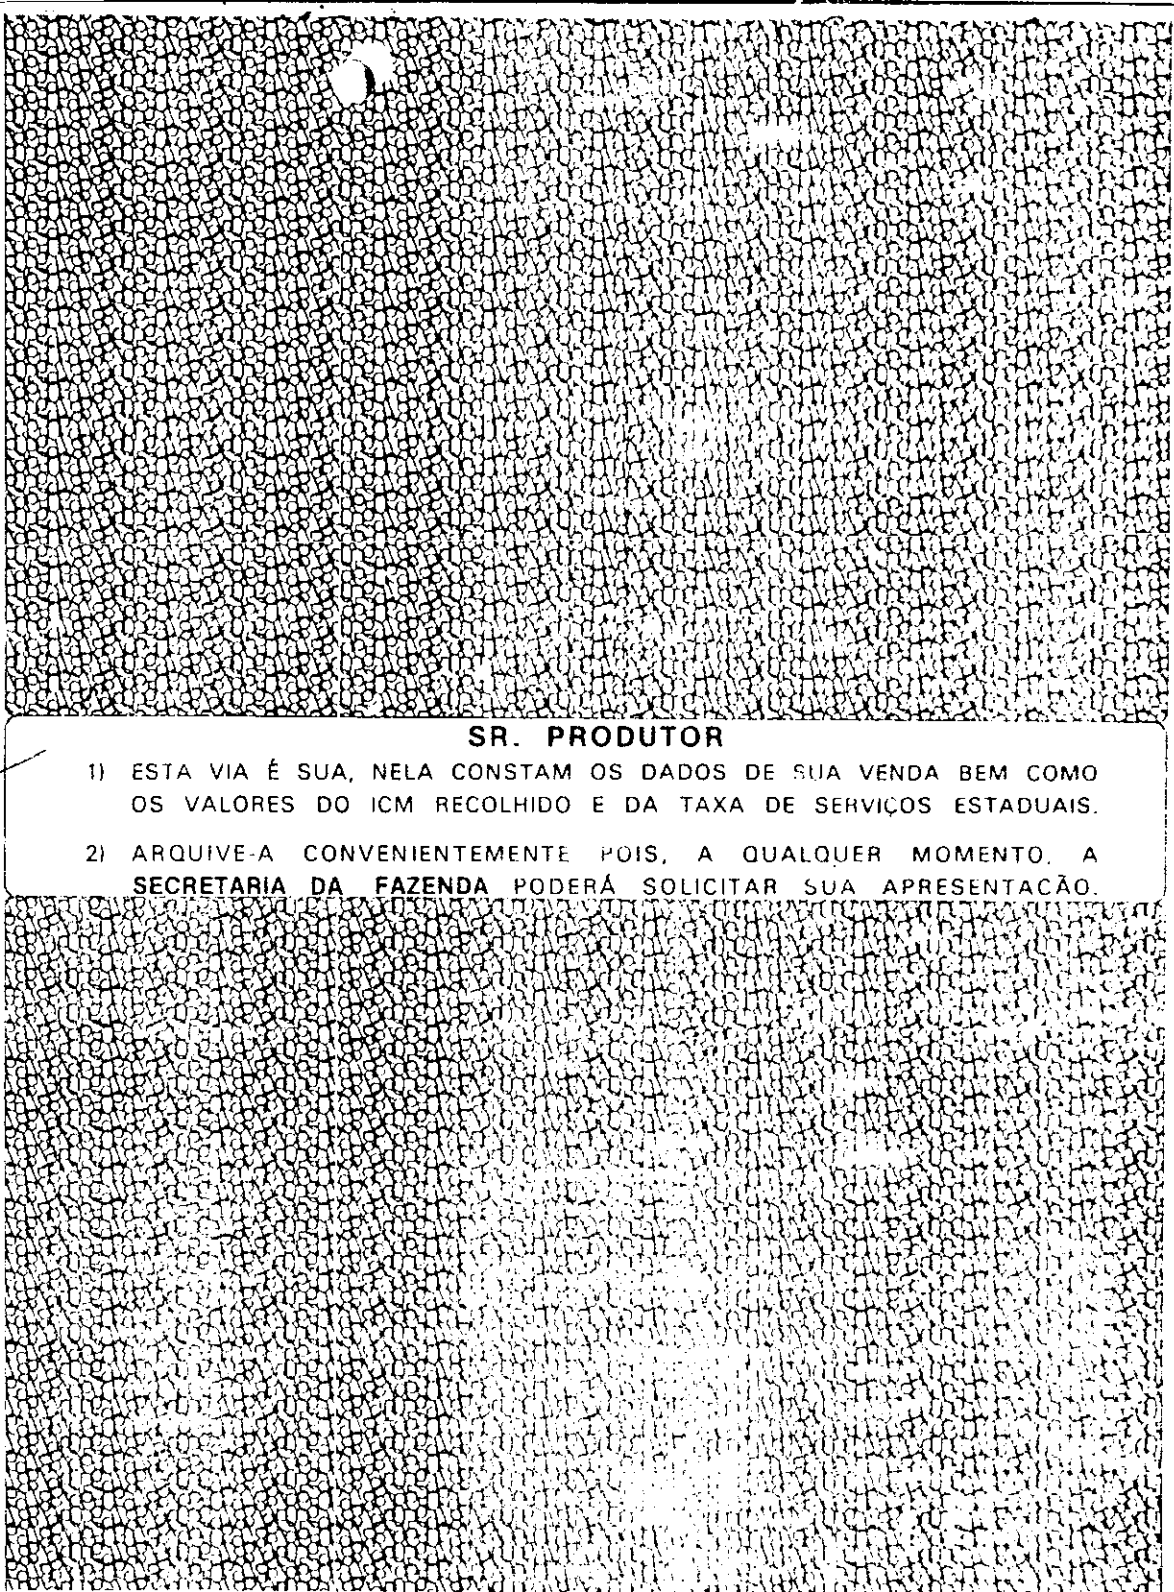 SR. PRODUTOR
1) ESTA VIA É SUA, NELA CONSTAM OS DADOS DE SUA VENDA BEM COMO
OS VALORES DO ICM RECOLHIDO E DA TAXA DE SERVIÇOS ESTADUAIS.
2) ARQUIVE-A CONVENIENTEMENTE POIS, A QUALQUER MOMENTO, A
SECRETARIA DA FAZENDA PODERÁ SOLICITAR SUA APRESENTAÇÃO.